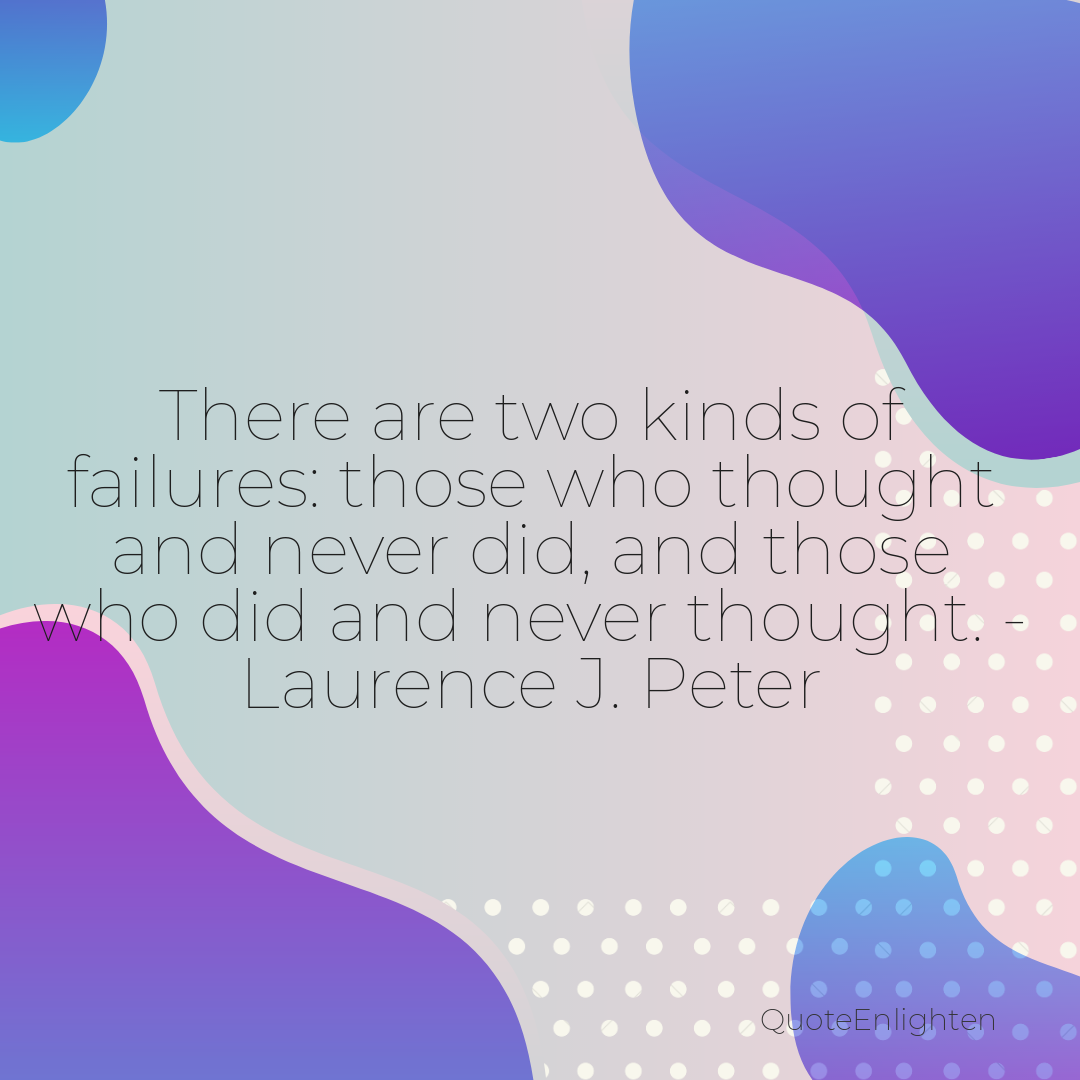 There are two kinds of
failures: those who thought
and never did, and those
who did and never thought. -
Laurence J. Peter
QuoteEnlighten